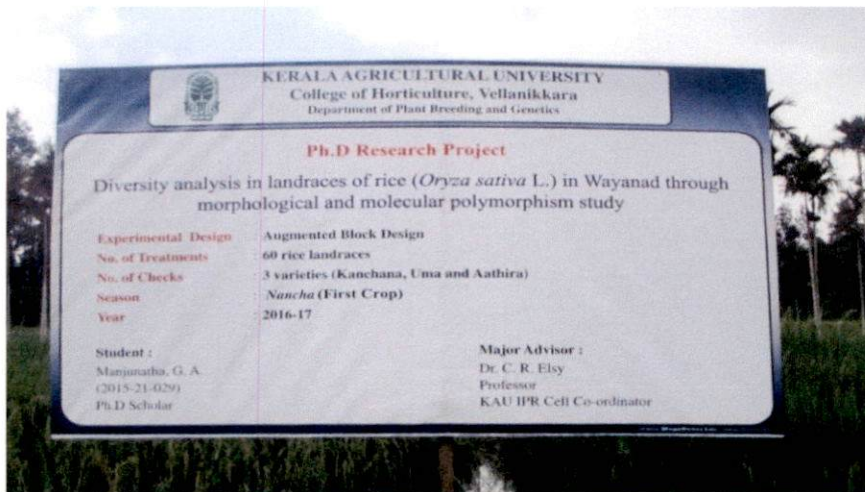 KERALA AGRICULTURAL UNIVERSITY
College of Horticulture, Vellanikkara
Department of Plant Breeding and Genetics
Ph.D Research Project
Diversity analysis in landraces of rice (Oryza sativa L.) in Wayanad through
morphological and molecular polymorphism study
Experimental Design : Augmented Block Design
No. of Treatments : 60 rice landraces
No. of Checks : 3 varieties (Kanchana, Uma and Aathira)
Season : Nancha (First Crop)
Year : 2016-17
Student :
Manjunatha, G. A.
(2015-21-029)
Ph.D Scholar
Major Advisor :
Dr. C. R. Elsy
Professor
KAU IPR Cell Co-ordinator